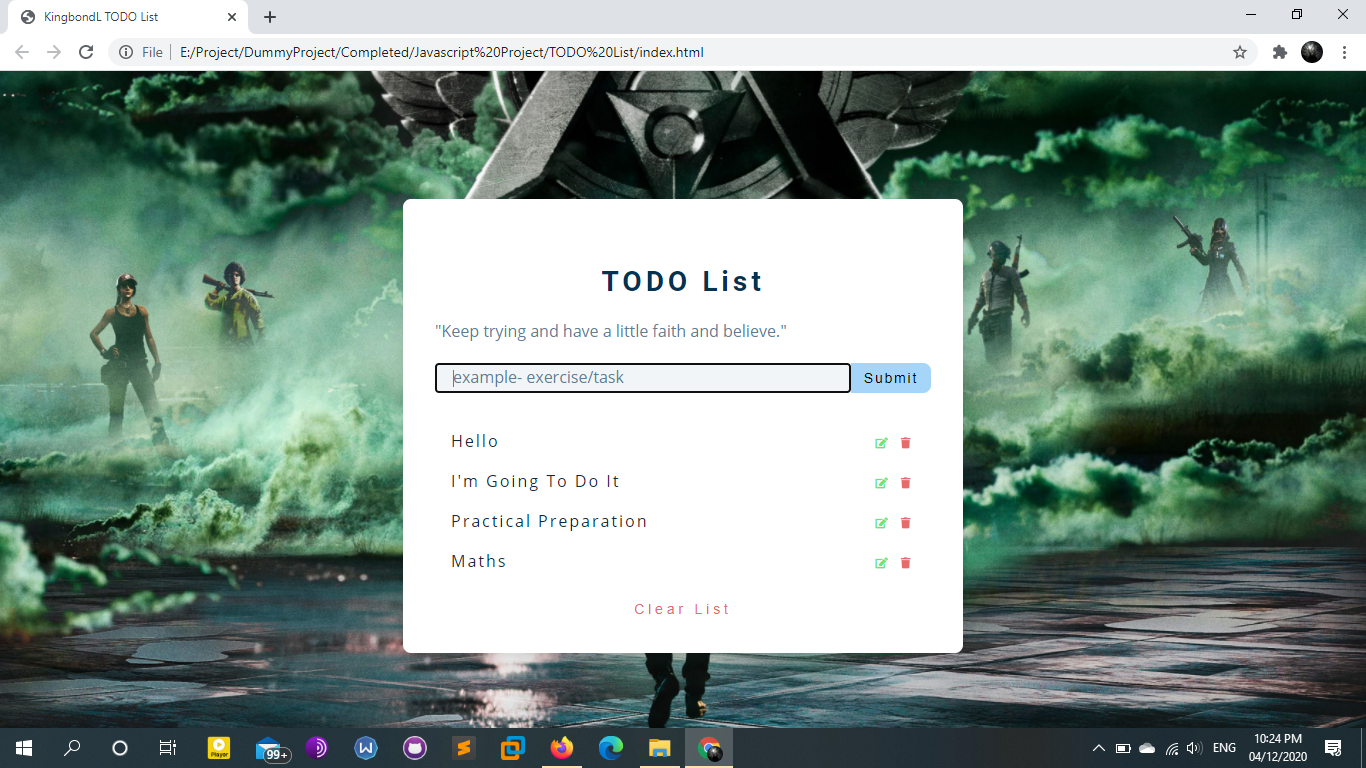 KingbondL TODO List
File
E:/Project/DummyProject/Completed/Javascript%20Project/TODO%20List/index.html
TODO List
"Keep trying and have a little faith and believe."
example- exercise/task
Submit
Hello
I'm Going To Do It
Practical Preparation
Maths
Clear List
Player
99+
ENG
10:24 PM
04/12/2020